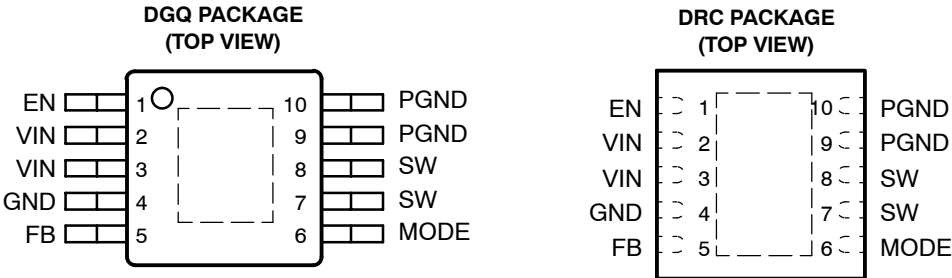 DGQ PACKAGE
(TOP VIEW)
EN 1 10 PGND
VIN 2 9 PGND
VIN 3 8 SW
GND 4 7 SW
FB 5 6 MODE
DRC PACKAGE
(TOP VIEW)
EN 1 10 PGND
VIN 2 9 PGND
VIN 3 8 SW
GND 4 7 SW
FB 5 6 MODE